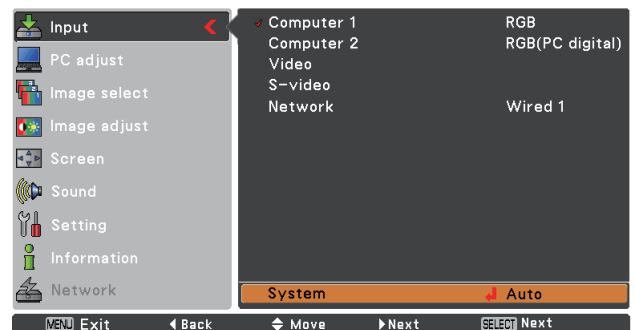 Input
PC adjust
Image select
Image adjust
Screen
Sound
Setting
Information
Network
Computer 1 RGB
Computer 2 RGB(PC digital)
Video
S-video
Network Wired 1
System Auto
MENU Exit Back Move Next SELECT Next